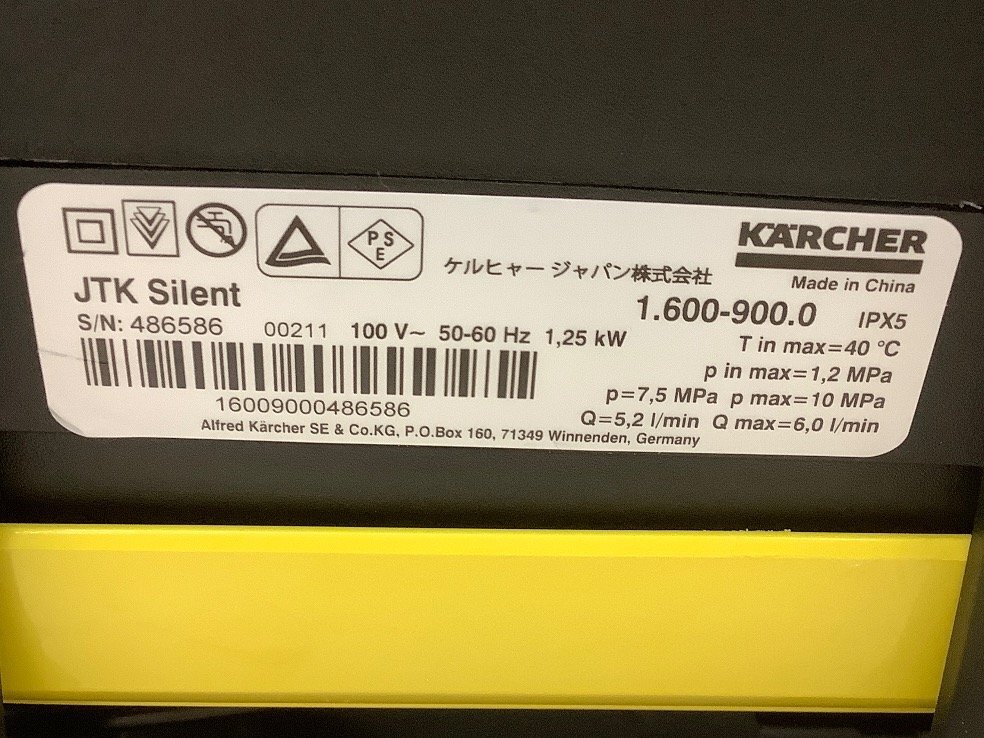 PSE
KÄRCHER
ケルヒャー ジャパン株式会社
Made in China
JTK Silent
1.600-900.0 IPX5
S/N: 486586 00211 100 V~ 50-60 Hz 1,25 kW
T in max=40 °C
p in max=1,2 MPa
p=7,5 MPa p max=10 MPa
16009000486586
Q=5,2 l/min Q max=6,0 l/min
Alfred Kärcher SE & Co.KG, P.O.Box 160, 71349 Winnenden, Germany